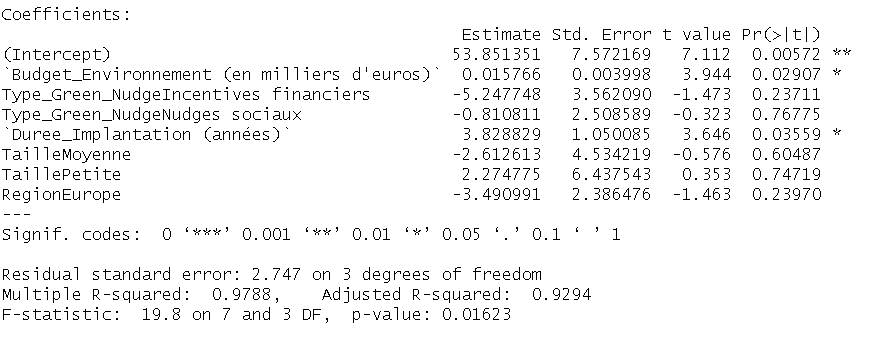 Coefficients:
Estimate Std. Error t value Pr(>|t|)
(Intercept) 53.851351 7.572169 7.112 0.00572 **
`Budget_Environnement (en milliers d'euros)` 0.015766 0.003998 3.944 0.02907 *
Type_Green_NudgeIncentives financiers -5.247748 3.562090 -1.473 0.23711
Type_Green_NudgeNudges sociaux -0.810811 2.508589 -0.323 0.76775
`Duree_Implantation (années)` 3.828829 1.050085 3.646 0.03559 *
TailleMoyenne -2.612613 4.534219 -0.576 0.60487
TaillePetite 2.274775 6.437543 0.353 0.74719
RegionEurope -3.490991 2.386476 -1.463 0.23970
---
Signif. codes: 0 ‘***’ 0.001 ‘**’ 0.01 ‘*’ 0.05 ‘.’ 0.1 ‘ ’ 1
Residual standard error: 2.747 on 3 degrees of freedom
Multiple R-squared: 0.9788, Adjusted R-squared: 0.9294
F-statistic: 19.8 on 7 and 3 DF, p-value: 0.01623